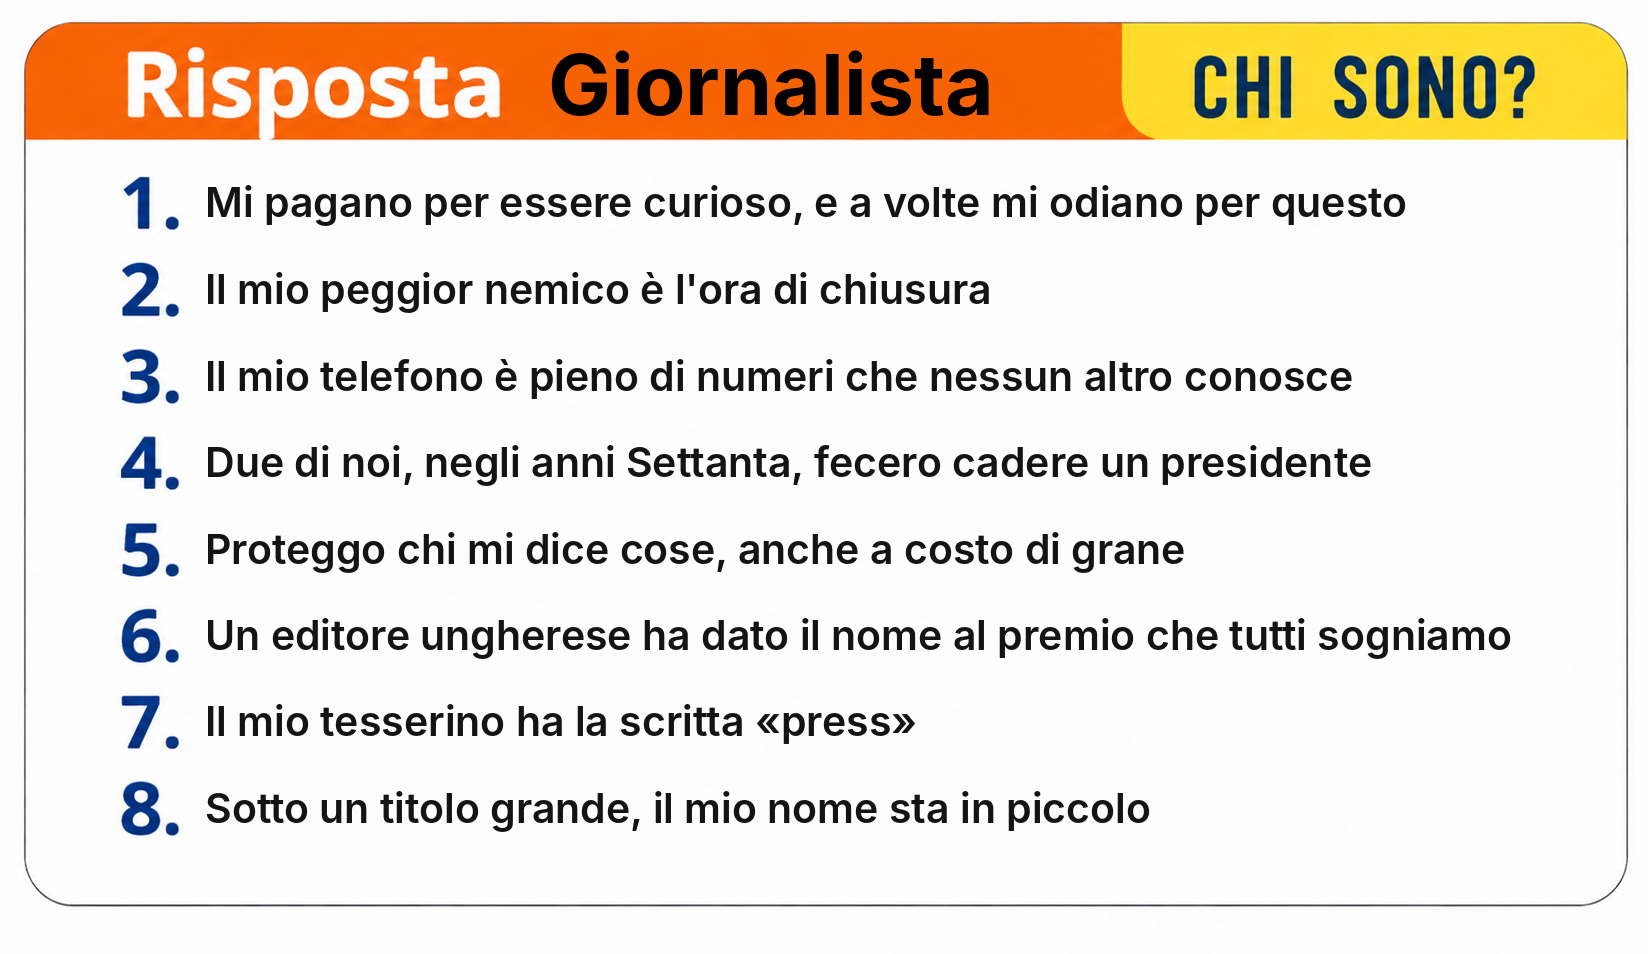 Risposta Giornalista CHI SONO?
1. Mi pagano per essere curioso, e a volte mi odiano per questo
2. Il mio peggior nemico è l'ora di chiusura
3. Il mio telefono è pieno di numeri che nessun altro conosce
4. Due di noi, negli anni Settanta, fecero cadere un presidente
5. Proteggo chi mi dice cose, anche a costo di grane
6. Un editore ungherese ha dato il nome al premio che tutti sogniamo
7. Il mio tesserino ha la scritta «press»
8. Sotto un titolo grande, il mio nome sta in piccolo